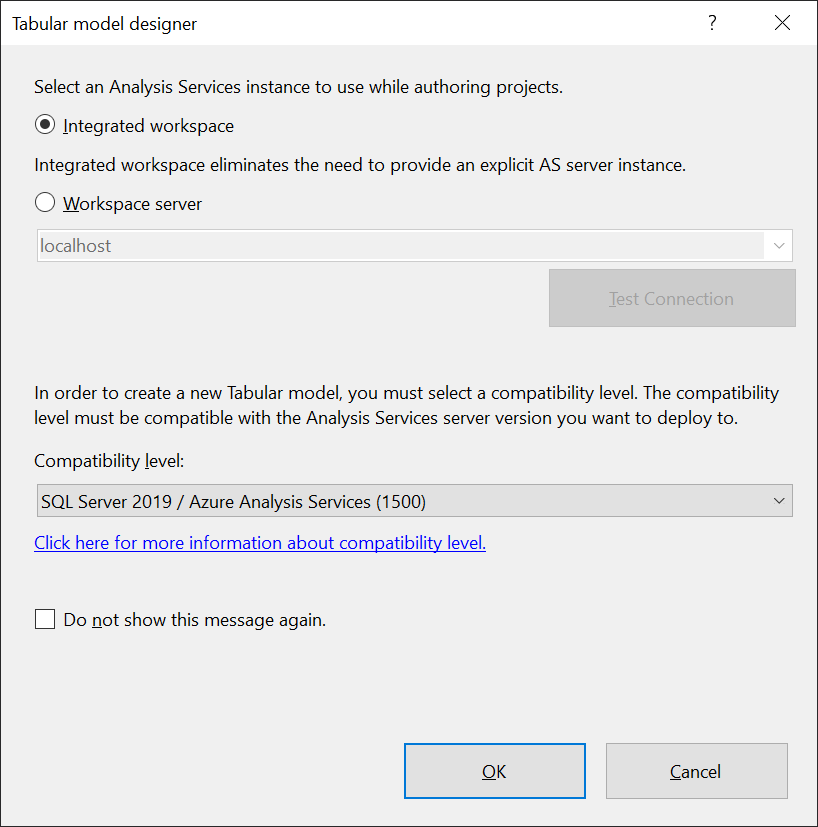 Tabular model designer
?
Select an Analysis Services instance to use while authoring projects.
Integrated workspace
Integrated workspace eliminates the need to provide an explicit AS server instance.
Workspace server
localhost
Test Connection
In order to create a new Tabular model, you must select a compatibility level. The compatibility
level must be compatible with the Analysis Services server version you want to deploy to.
Compatibility level:
SQL Server 2019 / Azure Analysis Services (1500)
Click here for more information about compatibility level.
Do not show this message again.
OK
Cancel